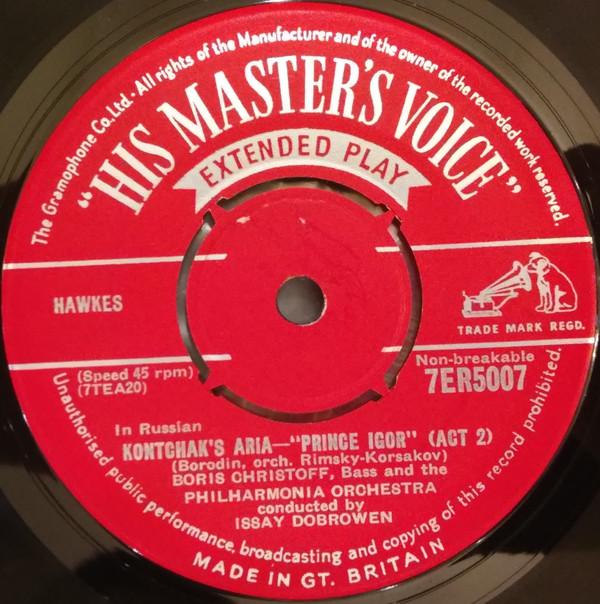 The Gramophone Co. Ltd. - All rights of the Manufacturer and of the owner of the recorded work reserved.
"HIS MASTER'S VOICE"
EXTENDED PLAY
HAWKES
TRADE MARK REGD.
(Speed 45 rpm)
(7TEA20)
Non-breakable
7ER5007
In Russian
KONTCHAK'S ARIA—"PRINCE IGOR" (ACT 2)
(Borodin, orch. Rimsky-Korsakov)
BORIS CHRISTOFF, Bass and the
PHILHARMONIA ORCHESTRA
conducted by
ISSAY DOBROWEN
Unauthorised public performance, broadcasting and copying of this record prohibited.
MADE IN GT. BRITAIN